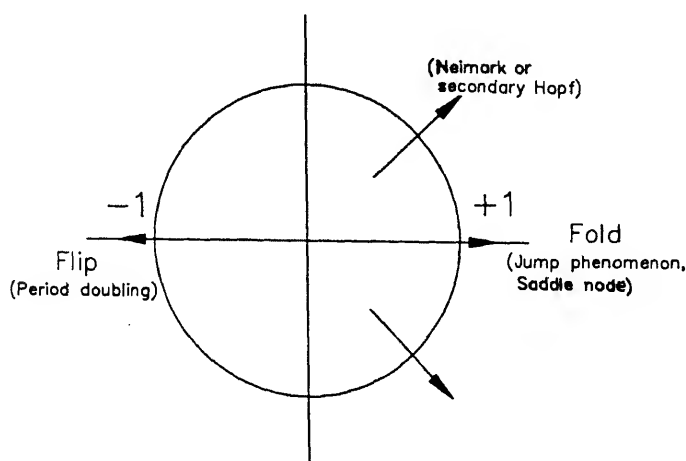 (Neimark or
secondary Hopf)
−1
+1
Flip
(Period doubling)
Fold
(Jump phenomenon,
Saddle node)